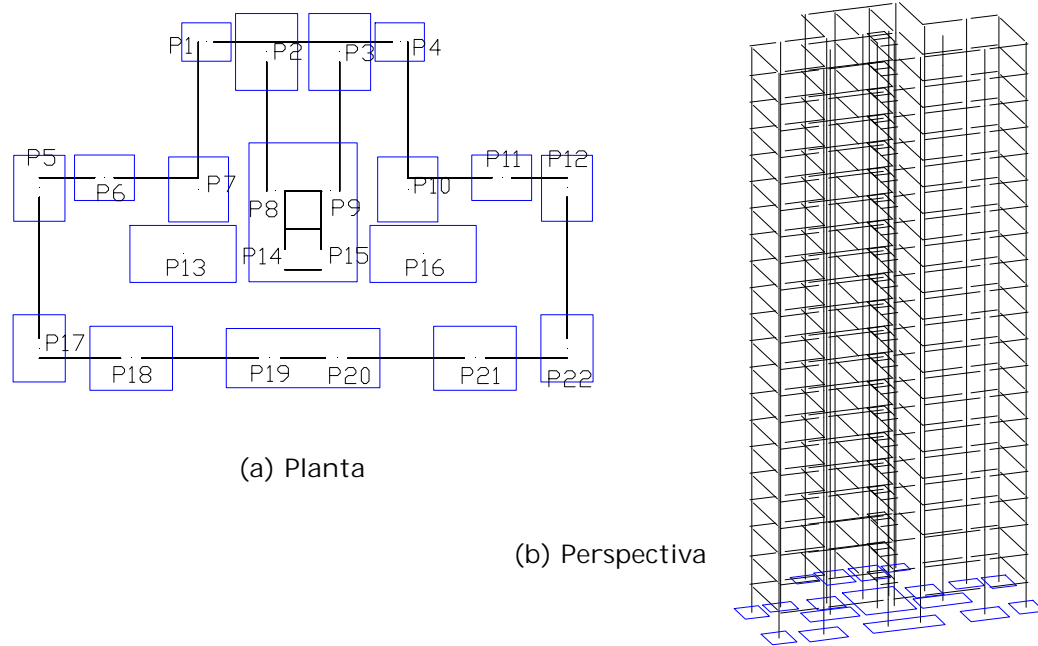 P1 P2 P3 P4
P5 P6 P7 P8 P9 P10 P11 P12
P13 P14 P15 P16
P17 P18 P19 P20 P21 P22
(a) Planta
(b) Perspectiva